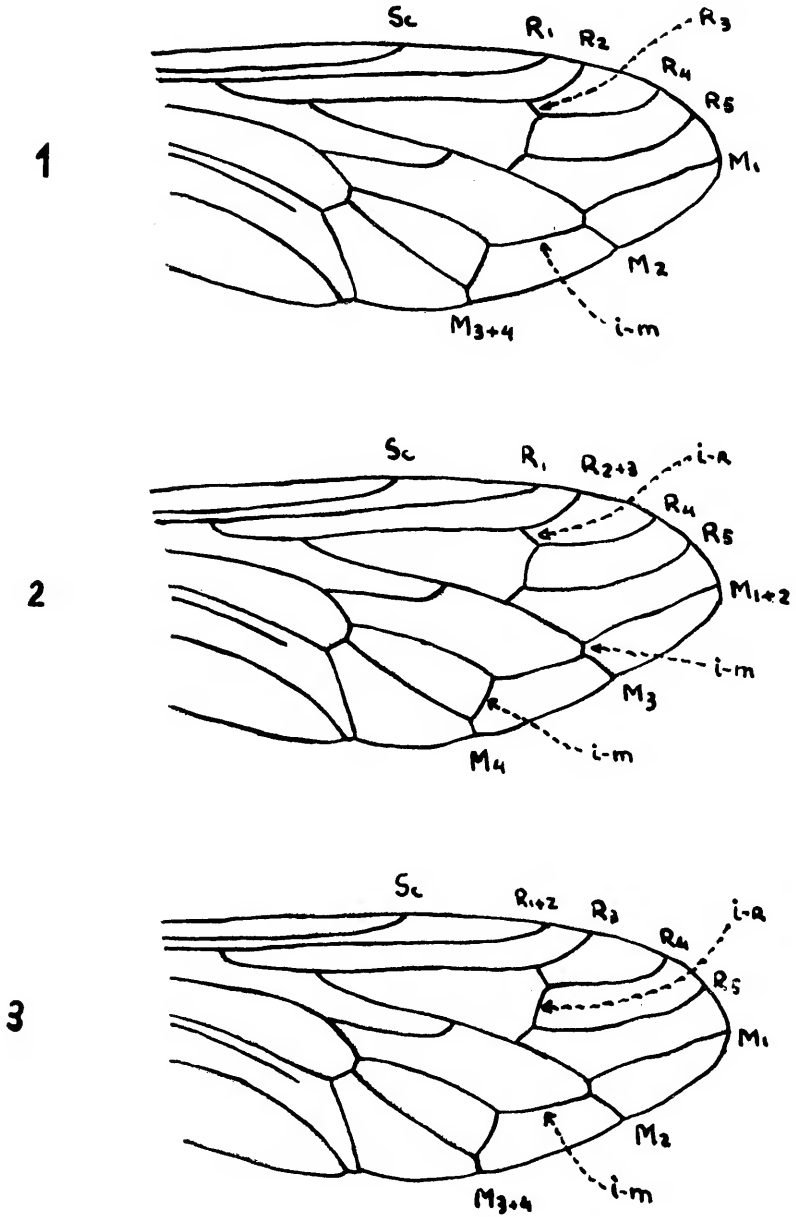 Sc R₁ R₂ R₃
R₄
R₅
1 M₁
M₂
M₃₊₄ i-m
Sc R₁ R₂₊₃ i-R
R₄
R₅
2 M₁₊₂
i-m
M₃
M₄ i-m
Sc R₁₊₂ R₃ i-R
R₄
R₅
3 M₁
M₂
M₃₊₄ i-m